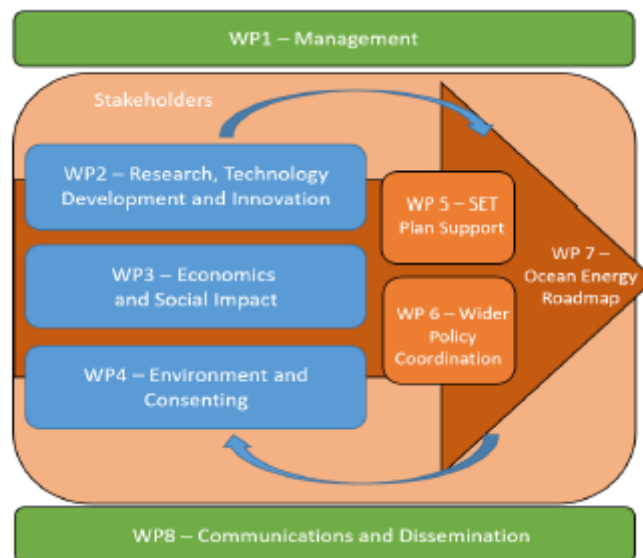 WP1 – Management
Stakeholders
WP2 – Research, Technology
Development and Innovation
WP3 – Economics
and Social Impact
WP4 – Environment and
Consenting
WP 5 – SET
Plan Support
WP 6 – Wider
Policy
Coordination
WP 7 –
Ocean Energy
Roadmap
WP8 – Communications and Dissemination